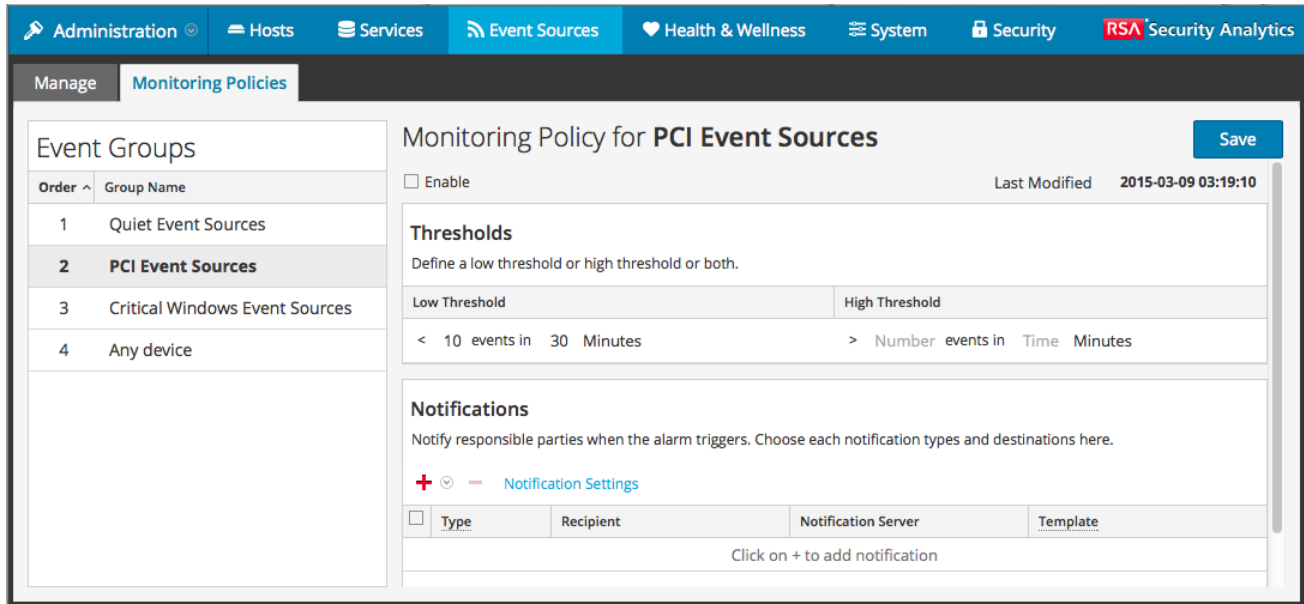 Administration Hosts Services Event Sources Health & Wellness System Security RSA Security Analytics
Manage Monitoring Policies
Event Groups
Order Group Name
1 Quiet Event Sources
2 PCI Event Sources
3 Critical Windows Event Sources
4 Any device
Monitoring Policy for PCI Event Sources
Save
Enable
Last Modified 2015-03-09 03:19:10
Thresholds
Define a low threshold or high threshold or both.
Low Threshold High Threshold
< 10 events in 30 Minutes > Number events in Time Minutes
Notifications
Notify responsible parties when the alarm triggers. Choose each notification types and destinations here.
+ − Notification Settings
Type Recipient Notification Server Template
Click on + to add notification